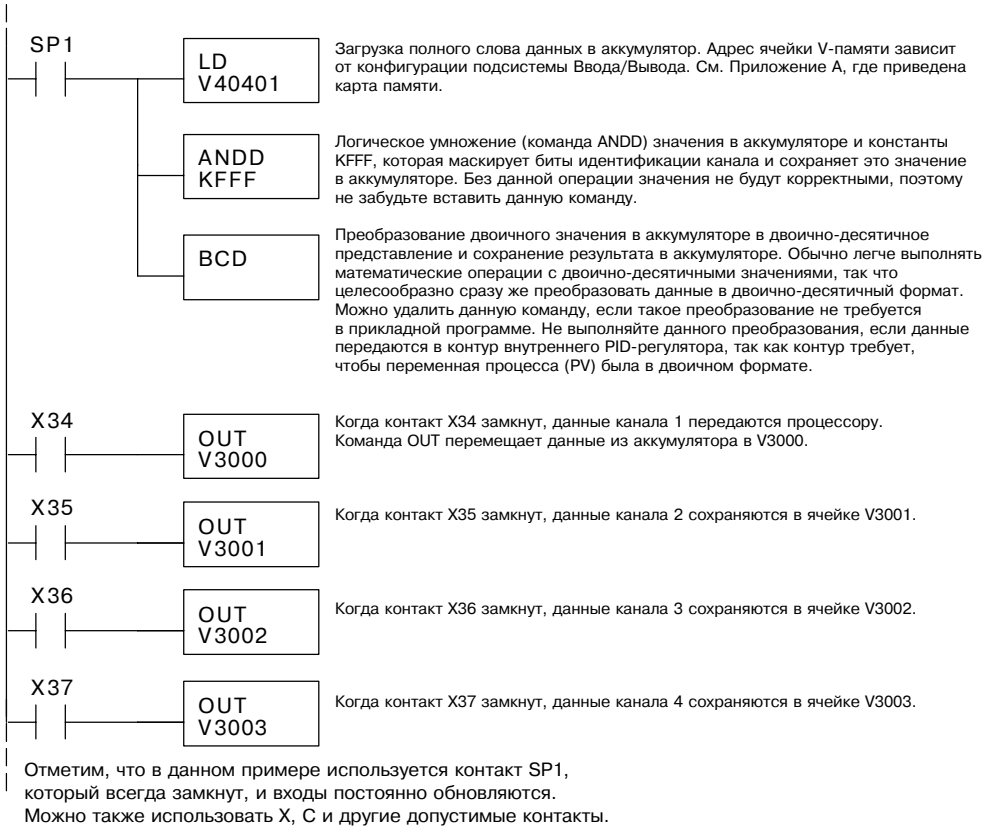 SP1
LD
V40401
Загрузка полного слова данных в аккумулятор. Адрес ячейки V-памяти зависит
от конфигурации подсистемы Ввода/Вывода. См. Приложение А, где приведена
карта памяти.
ANDD
KFFF
Логическое умножение (команда ANDD) значения в аккумуляторе и константы
KFFF, которая маскирует биты идентификации канала и сохраняет это значение
в аккумуляторе. Без данной операции значения не будут корректными, поэтому
не забудьте вставить данную команду.
BCD
Преобразование двоичного значения в аккумуляторе в двоично-десятичное
представление и сохранение результата в аккумуляторе. Обычно легче выполнять
математические операции с двоично-десятичными значениями, так что
целесообразно сразу же преобразовать данные в двоично-десятичный формат.
Можно удалить данную команду, если такое преобразование не требуется
в прикладной программе. Не выполняйте данного преобразования, если данные
передаются в контур внутреннего PID-регулятора, так как контур требует,
чтобы переменная процесса (PV) была в двоичном формате.
X34
OUT
V3000
Когда контакт X34 замкнут, данные канала 1 передаются процессору.
Команда OUT перемещает данные из аккумулятора в V3000.
X35
OUT
V3001
Когда контакт X35 замкнут, данные канала 2 сохраняются в ячейке V3001.
X36
OUT
V3002
Когда контакт X36 замкнут, данные канала 3 сохраняются в ячейке V3002.
X37
OUT
V3003
Когда контакт X37 замкнут, данные канала 4 сохраняются в ячейке V3003.
Отметим, что в данном примере используется контакт SP1,
который всегда замкнут, и входы постоянно обновляются.
Можно также использовать X, C и другие допустимые контакты.